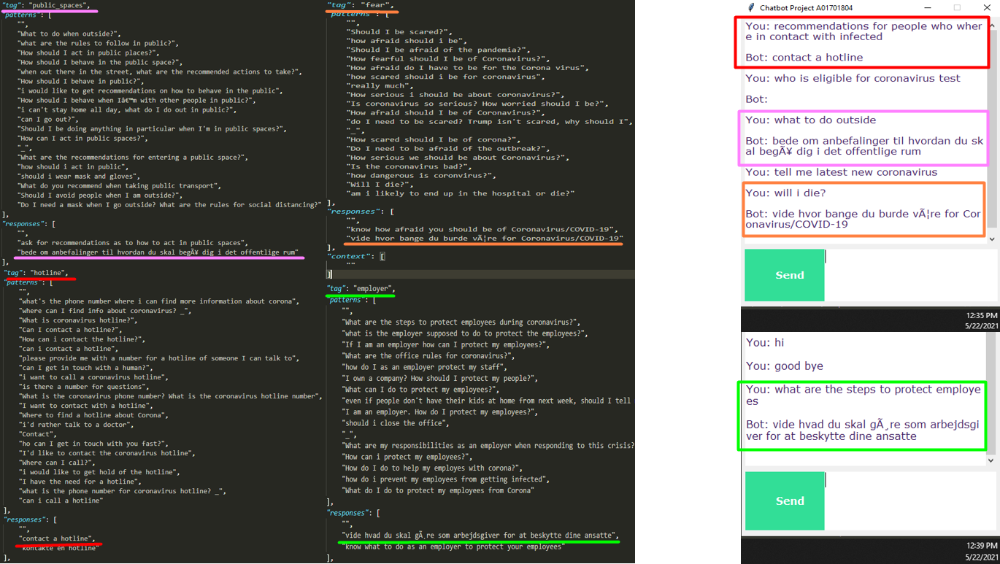 "tag": "public_spaces",
"patterns": [
"",
"What to do when outside?",
"what are the rules to follow in public?",
"How should I act in public places?",
"How should I behave in the public space?",
"when out there in the street, what are the recommended actions to take?",
"How should I behave in public?",
"i would like to get recommendations on how to behave in the public",
"How should I behave when Iâ€™m with other people in public?",
"i can't stay home all day, what do I do out in public?",
"can I go out?",
"Should I be doing anything in particular when I'm in public spaces?",
"How can I act in public spaces?",
"_",
"What are the recommendations for entering a public space?",
"how should i act in public",
"should i wear mask and gloves",
"What do you recommend when taking public transport",
"Should I avoid people when I am outside?",
"Do I need a mask when I go outside? What are the rules for social distancing?"
],
"responses": [
"",
"ask for recommendations as to how to act in public spaces",
"bede om anbefalinger til hvordan du skal begÃ¥ dig i det offentlige rum"
],
"tag": "hotline",
"patterns": [
"",
"what's the phone number where i can find more information about corona",
"where can I find info about coronavirus? _",
"What is coronavirus hotline?",
"Can I contact a hotline?",
"How can i contact the hotline?",
"can i contact a hotline",
"please provide me with a number for a hotline of someone I can talk to",
"can I get in touch with a human?",
"i want to call a coronavirus hotline",
"is there a number for questions",
"What is the coronavirus phone number? What is the coronavirus hotline number",
"I want to contact with a hotline",
"Where to find a hotline about Corona",
"i'd rather talk to a doctor",
"Contact",
"ho can I get in touch with you fast?",
"I'd like to contact the coronavirus hotline",
"Where can I call?",
"i would like to get hold of the hotline",
"I have the need for a hotline",
"what is the phone number for coronavirus hotline? _",
"can i call a hotline"
],
"responses": [
"",
"contact a hotline",
"kontakte en hotline"
],
"tag": "fear",
"patterns": [
"",
"Should I be scared?",
"how afraid should i be",
"Should I be afraid of the pandemia?",
"How fearful should I be of Coronavirus?",
"How afraid do I have to be for the Corona virus",
"how scared should i be for coronavirus",
"really much",
"How serious i should be about coronavirus?",
"Is coronavirus so serious? How worried should I be?",
"How afraid should I be of Coronavirus?",
"do I need to be scared? Trump isn't scared, why should I",
"_",
"How scared should I be of corona?",
"Do I need to be afraid of the outbreak?",
"How serious we should be about Coronavirus?",
"Is the coronavirus bad?",
"how dangerous is coronvirus?",
"Will I die?",
"am i likely to end up in the hospital or die?"
],
"responses": [
"",
"know how afraid you should be of Coronavirus/COVID-19",
"vide hvor bange du burde vÃ¦re for Coronavirus/COVID-19"
],
"context": [
""
]
"tag": "employer",
"patterns": [
"",
"What are the steps to protect employees during coronavirus?",
"what is the employer supposed to do to protect the employees?",
"If I am an employer how can I protect my employees?",
"What are the office rules for coronavirus?",
"how do I as an employer protect my staff",
"I own a company? How should I protect my people?",
"What can I do to protect my employees?",
"even if people don't have their kids at home from next week, should I tell
"I am an employer. How do I protect my employees?",
"should i close the office",
"_",
"What are my responsibilities as an employer when responding to this crisis?
"How can i protect my employees?",
"How do I do to help my employes with corona?",
"how do i prevent my employees from getting infected",
"What do I do to protect my employees from Corona"
],
"responses": [
"",
"vide hvad du skal gÃ¸re som arbejdsgiver for at beskytte dine ansatte",
"know what to do as an employer to protect your employees"
],
Chatbot Project A01701804
You: recommendations for people who wher
e in contact with infected
Bot: contact a hotline
You: who is eligible for coronavirus test
Bot:
You: what to do outside
Bot: bede om anbefalinger til hvordan du sk
al begÃ¥ dig i det offentlige rum
You: tell me latest new coronavirus
You: will i die?
Bot: vide hvor bange du burde vÃ¦re for Cor
onavirus/COVID-19
Send
12:35 PM
5/22/2021
You: hi
You: good bye
You: what are the steps to protect employe
es
Bot: vide hvad du skal gÃ¸re som arbejdsgi
ver for at beskytte dine ansatte
Send
12:39 PM
5/22/2021